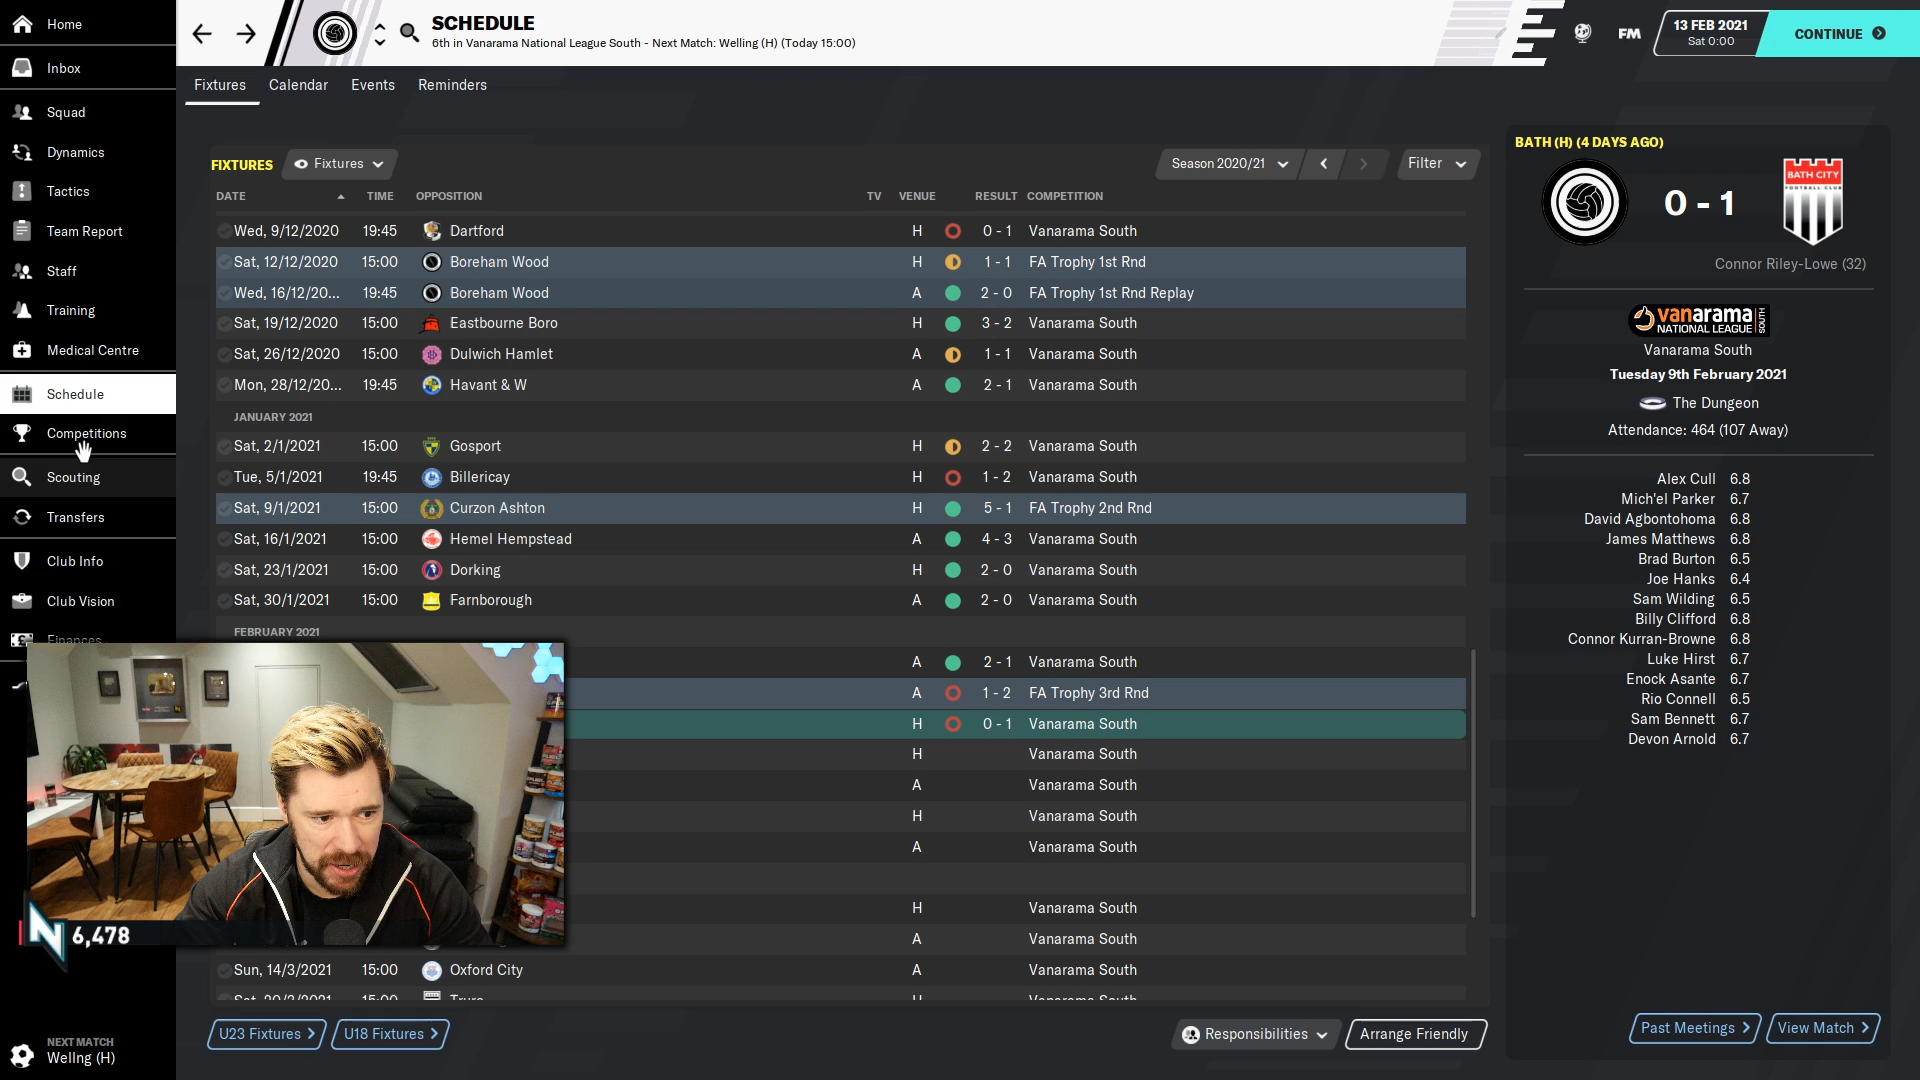 Home
Inbox
Squad
Dynamics
Tactics
Team Report
Staff
Training
Medical Centre
Schedule
Competitions
Scouting
Transfers
Club Info
Club Vision
Finances
NEXT MATCH
Wellng (H)
SCHEDULE
6th in Vanarama National League South - Next Match: Welling (H) (Today 15:00)
FM
13 FEB 2021
Sat 0:00
CONTINUE
Fixtures Calendar Events Reminders
FIXTURES Fixtures Season 2020/21 Filter
DATE TIME OPPOSITION TV VENUE RESULT COMPETITION
Wed, 9/12/2020 19:45 Dartford H 0 - 1 Vanarama South
Sat, 12/12/2020 15:00 Boreham Wood H 1 - 1 FA Trophy 1st Rnd
Wed, 16/12/20... 19:45 Boreham Wood A 2 - 0 FA Trophy 1st Rnd Replay
Sat, 19/12/2020 15:00 Eastbourne Boro H 3 - 2 Vanarama South
Sat, 26/12/2020 15:00 Dulwich Hamlet A 1 - 1 Vanarama South
Mon, 28/12/20... 19:45 Havant & W A 2 - 1 Vanarama South
JANUARY 2021
Sat, 2/1/2021 15:00 Gosport H 2 - 2 Vanarama South
Tue, 5/1/2021 19:45 Billericay H 1 - 2 Vanarama South
Sat, 9/1/2021 15:00 Curzon Ashton H 5 - 1 FA Trophy 2nd Rnd
Sat, 16/1/2021 15:00 Hemel Hempstead A 4 - 3 Vanarama South
Sat, 23/1/2021 15:00 Dorking H 2 - 0 Vanarama South
Sat, 30/1/2021 15:00 Farnborough A 2 - 0 Vanarama South
FEBRUARY 2021
A 2 - 1 Vanarama South
A 1 - 2 FA Trophy 3rd Rnd
H 0 - 1 Vanarama South
H Vanarama South
A Vanarama South
H Vanarama South
A Vanarama South
H Vanarama South
A Vanarama South
Sun, 14/3/2021 15:00 Oxford City A Vanarama South
N 6,478
U23 Fixtures U18 Fixtures Responsibilities Arrange Friendly
BATH (H) (4 DAYS AGO)
0 - 1
BATH CITY
FOOTBALL CLUB
Connor Riley-Lowe (32)
vanarama
NATIONAL LEAGUE SOUTH
Vanarama South
Tuesday 9th February 2021
The Dungeon
Attendance: 464 (107 Away)
Alex Cull 6.8
Mich'el Parker 6.7
David Agbontohoma 6.8
James Matthews 6.8
Brad Burton 6.5
Joe Hanks 6.4
Sam Wilding 6.5
Billy Clifford 6.8
Connor Kurran-Browne 6.8
Luke Hirst 6.7
Enock Asante 6.7
Rio Connell 6.5
Sam Bennett 6.7
Devon Arnold 6.7
Past Meetings View Match